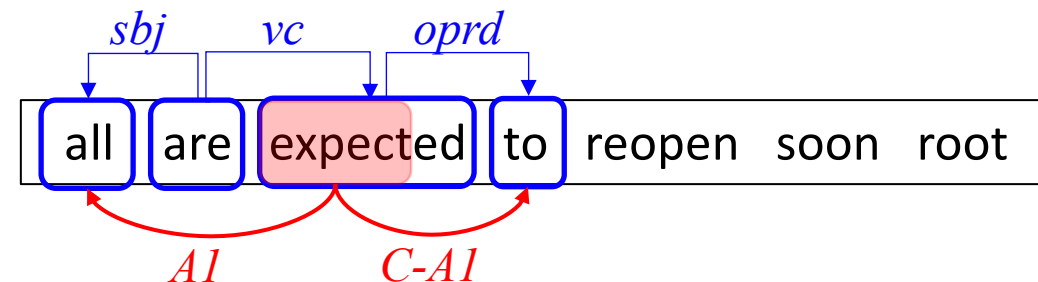 sbj vc oprd
all are expected to reopen soon root
A1 C-A1